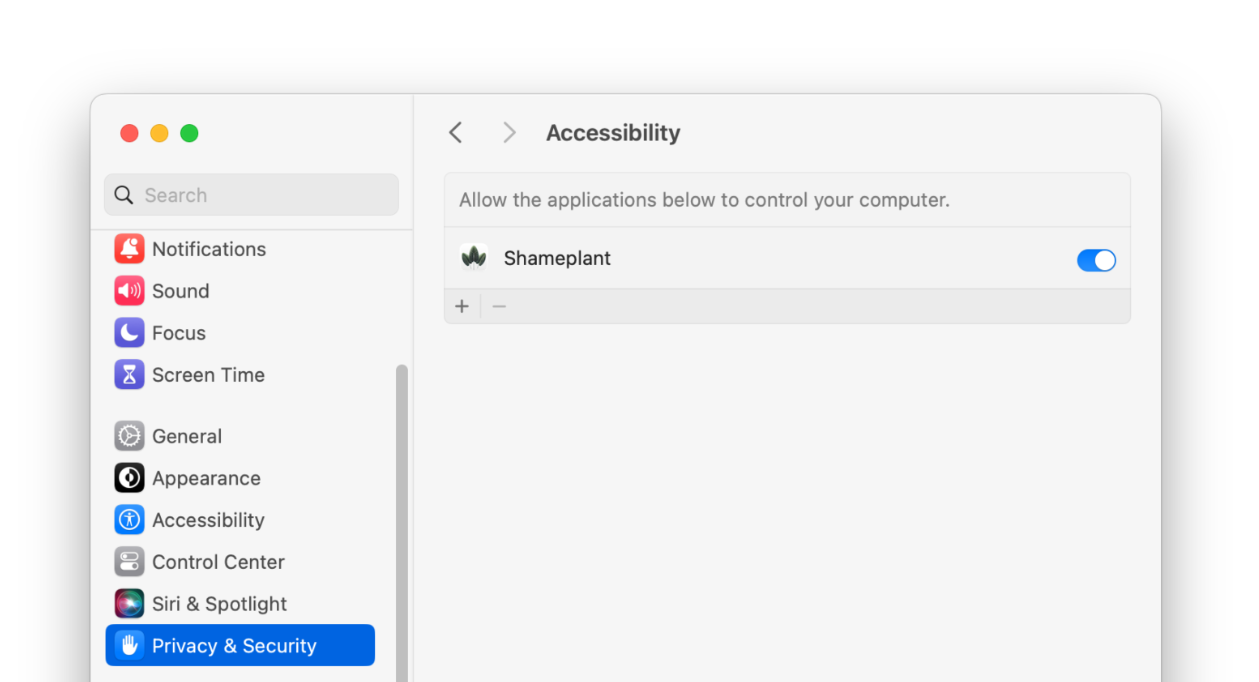 Accessibility
Search
Allow the applications below to control your computer.
Notifications
Shameplant
Sound
Focus
Screen Time
General
Appearance
Accessibility
Control Center
Siri & Spotlight
Privacy & Security